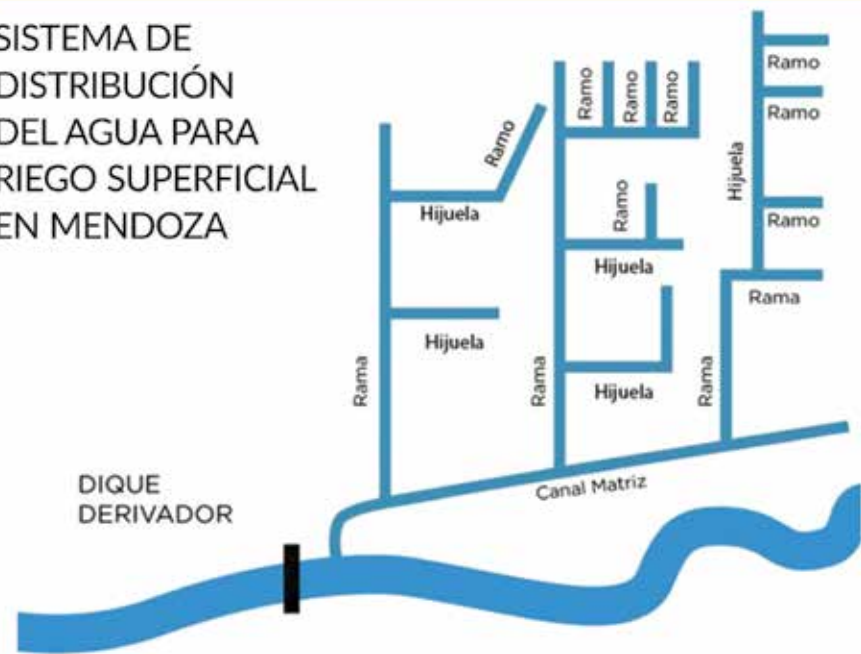 SISTEMA DE
DISTRIBUCIÓN
DEL AGUA PARA
RIEGO SUPERFICIAL
EN MENDOZA
Ramo
Hijuela
Hijuela
Rama
Ramo
Ramo
Ramo
Ramo
Hijuela
Hijuela
Rama
Ramo
Ramo
Hijuela
Ramo
Rama
Rama
Canal Matriz
DIQUE
DERIVADOR